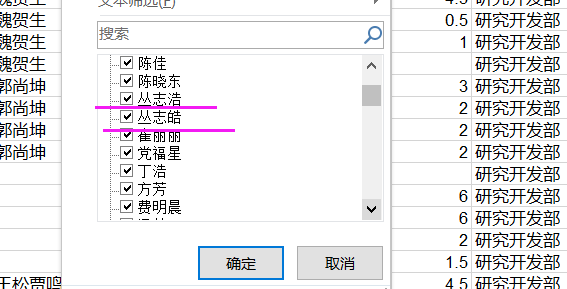 文本筛选(F)
搜索
陈佳
陈晓东
丛志浩
丛志皓
崔丽丽
党福星
丁浩
方芳
费明晨
确定
取消
魏贺生
魏贺生
魏贺生
郭尚坤
郭尚坤
郭尚坤
郭尚坤
王松贾鸣
4.5 研究开发部
0.5 研究开发部
1 研究开发部
研究开发部
3 研究开发部
2 研究开发部
2 研究开发部
2 研究开发部
研究开发部
6 研究开发部
6 研究开发部
2 研究开发部
1.5 研究开发部
4.5 研究开发部